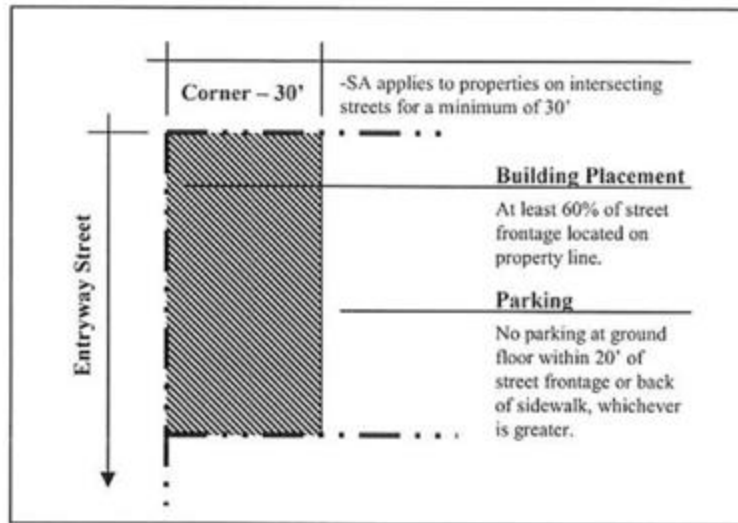 Corner – 30'
-SA applies to properties on intersecting
streets for a minimum of 30'
Entryway Street
Building Placement
At least 60% of street
frontage located on
property line.
Parking
No parking at ground
floor within 20' of
street frontage or back
of sidewalk, whichever
is greater.